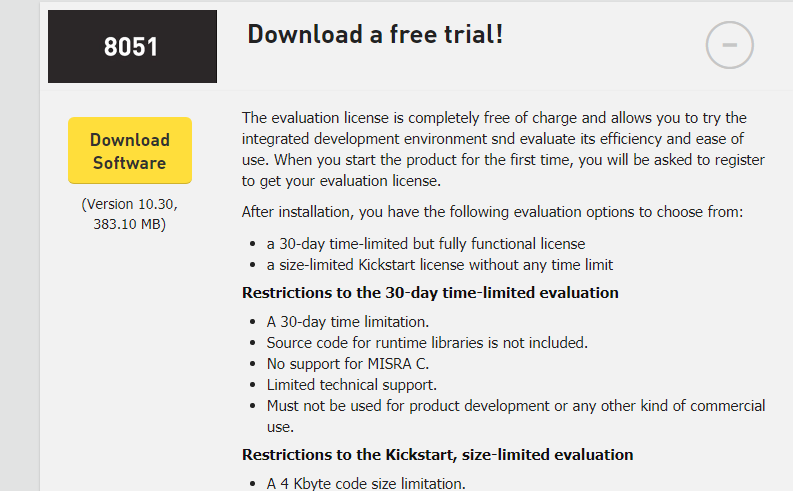 8051
Download a free trial!
Download
Software
(Version 10.30,
383.10 MB)
The evaluation license is completely free of charge and allows you to try the
integrated development environment snd evaluate its efficiency and ease of
use. When you start the product for the first time, you will be asked to register
to get your evaluation license.
After installation, you have the following evaluation options to choose from:
• a 30-day time-limited but fully functional license
• a size-limited Kickstart license without any time limit
Restrictions to the 30-day time-limited evaluation
• A 30-day time limitation.
• Source code for runtime libraries is not included.
• No support for MISRA C.
• Limited technical support.
• Must not be used for product development or any other kind of commercial
use.
Restrictions to the Kickstart, size-limited evaluation
• A 4 Kbyte code size limitation.